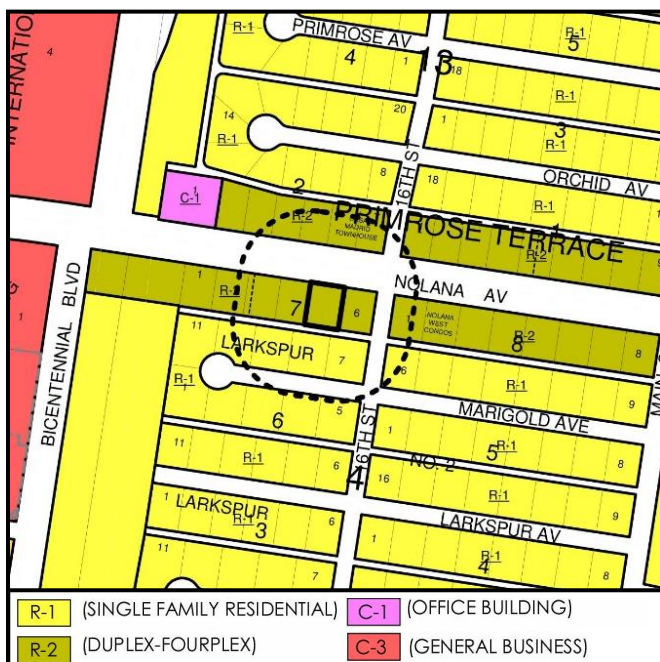 R-1
PRIMROSE AV
R-1
5
4
INTERNATION
4
1
13
18
R-1
20
14
R-1
1
3
8
16TH ST
ORCHID AV
1
C-1
2
R-2
18
R-1
1
PRIMROSE TERRACE
MADRID
TOWNHOUSE
R-2
NOLANA AV
BICENTENNIAL BLVD
1
R-2
7
6
1
NOLANA
WEST
CONDOS
R-2
8
8
11
LARKSPUR
7
R-1
6
R-1
9
MAIN
1
6
5
MARIGOLD AVE
16TH ST
1
5
R-1
8
11
R-1
6
4
NO. 2
16
R-1
9
1
LARKSPUR
R-1
3
6
LARKSPUR AV
1
R-1
4
8
11
7
R-1 (SINGLE FAMILY RESIDENTIAL)
C-1 (OFFICE BUILDING)
R-2 (DUPLEX-FOURPLEX)
C-3 (GENERAL BUSINESS)